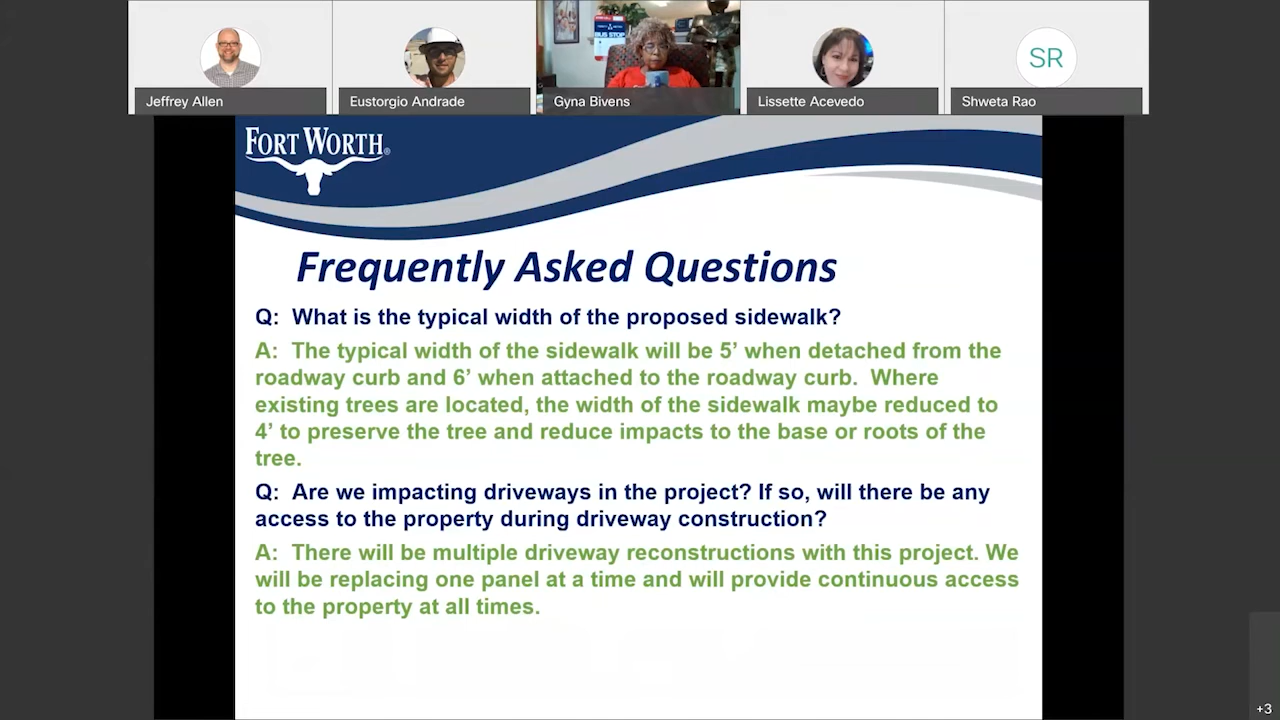 BUS STOP
SR
Jeffrey Allen
Eustorgio Andrade
Gyna Bivens
Lissette Acevedo
Shweta Rao
FORT WORTH®
Frequently Asked Questions
Q: What is the typical width of the proposed sidewalk?
A: The typical width of the sidewalk will be 5’ when detached from the
roadway curb and 6’ when attached to the roadway curb. Where
existing trees are located, the width of the sidewalk maybe reduced to
4’ to preserve the tree and reduce impacts to the base or roots of the
tree.
Q: Are we impacting driveways in the project? If so, will there be any
access to the property during driveway construction?
A: There will be multiple driveway reconstructions with this project. We
will be replacing one panel at a time and will provide continuous access
to the property at all times.
+3